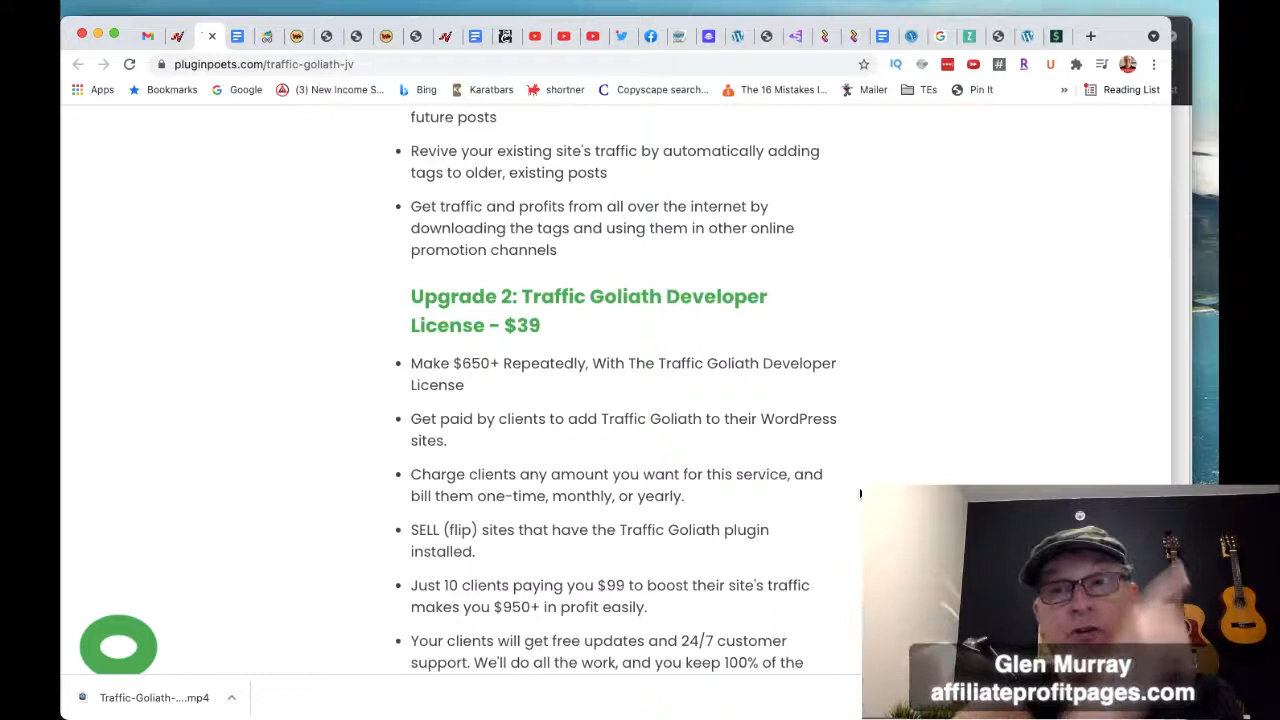 pluginpoets.com/traffic-goliath-jv
Apps
Bookmarks
Google
(3) New Income S...
Bing
Karatbars
shortner
Copyscape search...
The 16 Mistakes I...
Mailer
TEs
Pin It
»
Reading List
future posts
Revive your existing site's traffic by automatically adding
tags to older, existing posts
Get traffic and profits from all over the internet by
downloading the tags and using them in other online
promotion channels
Upgrade 2: Traffic Goliath Developer
License - $39
Make $650+ Repeatedly, With The Traffic Goliath Developer
License
Get paid by clients to add Traffic Goliath to their WordPress
sites.
Charge clients any amount you want for this service, and
bill them one-time, monthly, or yearly.
SELL (flip) sites that have the Traffic Goliath plugin
installed.
Just 10 clients paying you $99 to boost their site's traffic
makes you $950+ in profit easily.
Your clients will get free updates and 24/7 customer
support. We'll do all the work, and you keep 100% of the
Traffic-Goliath-....mp4
Glen Murray
affiliateprofitpages.com